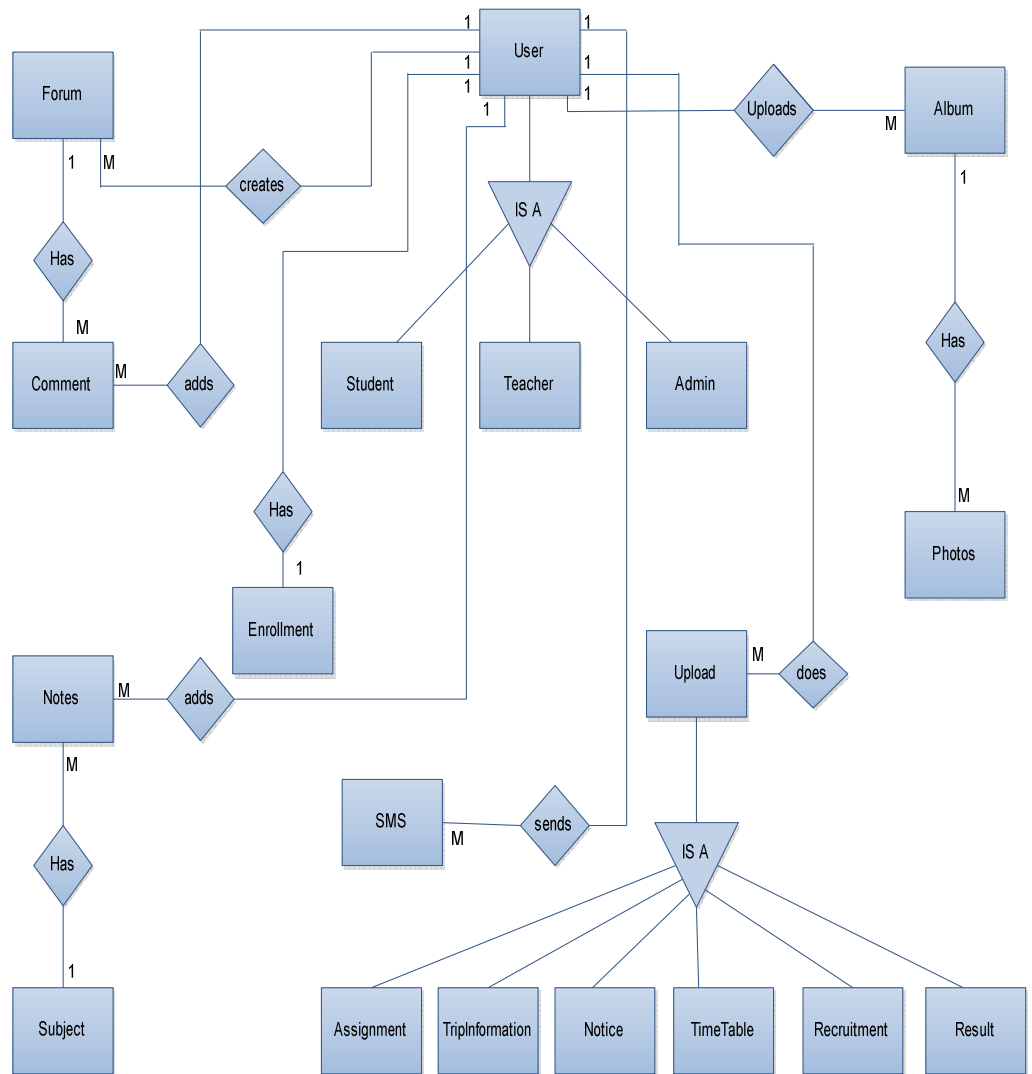 1
User
1
Forum
1
1
1
1
1
1
Uploads
M
Album
1
M
1
creates
IS A
Has
M
Has
M
Comment
adds
Student
Teacher
Admin
M
Has
Photos
1
Enrollment
M
Upload
does
Notes
M
adds
M
SMS
M
sends
IS A
Has
1
Subject
Assignment
TripInformation
Notice
TimeTable
Recruitment
Result